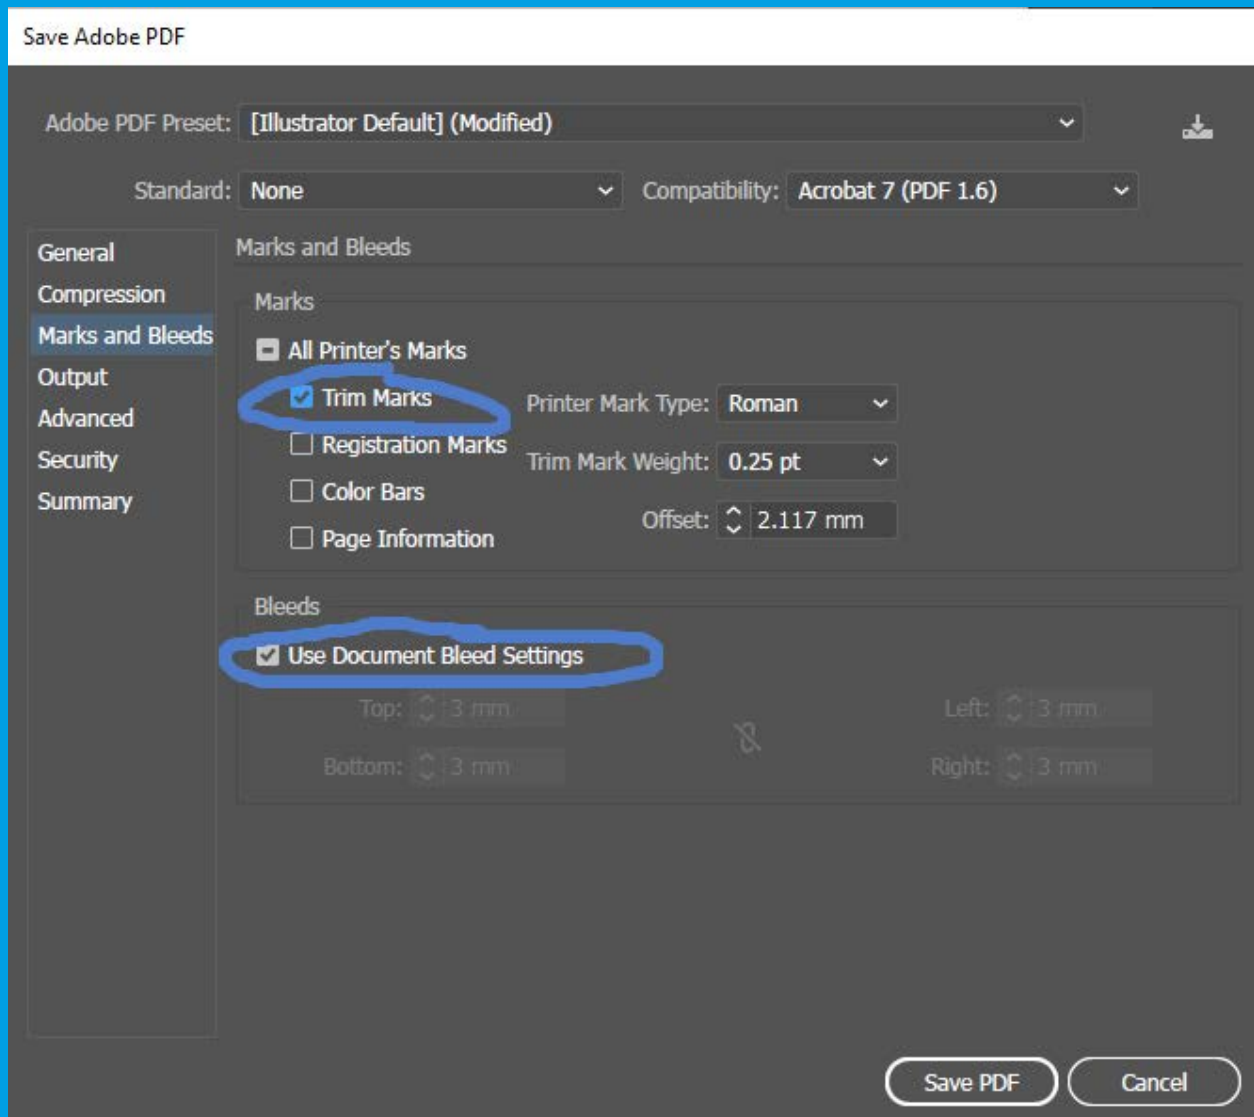 Save Adobe PDF
Adobe PDF Preset: [Illustrator Default] (Modified)
Standard: None Compatibility: Acrobat 7 (PDF 1.6)
General
Compression
Marks and Bleeds
Output
Advanced
Security
Summary
Marks and Bleeds
Marks
All Printer's Marks
Trim Marks
Registration Marks
Color Bars
Page Information
Printer Mark Type: Roman
Trim Mark Weight: 0.25 pt
Offset: 2.117 mm
Bleeds
Use Document Bleed Settings
Top: 3 mm Left: 3 mm
Bottom: 3 mm Right: 3 mm
Save PDF Cancel